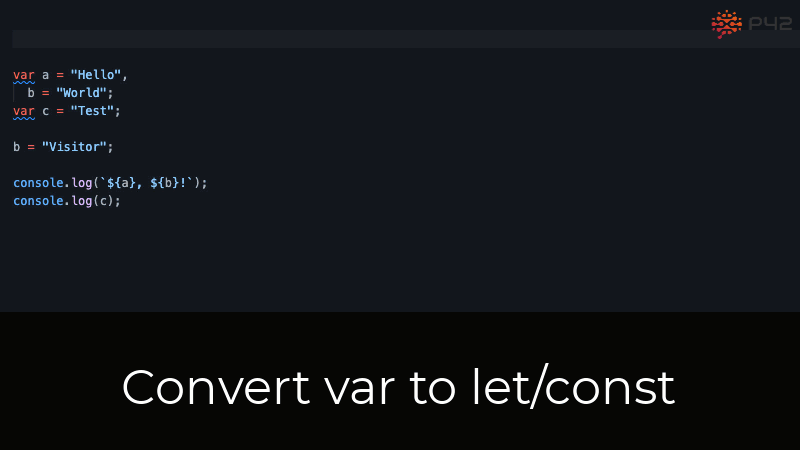 P42
var a = "Hello",
  b = "World";
var c = "Test";
b = "Visitor";
console.log(`${a}, ${b}!`);
console.log(c);
Convert var to let/const